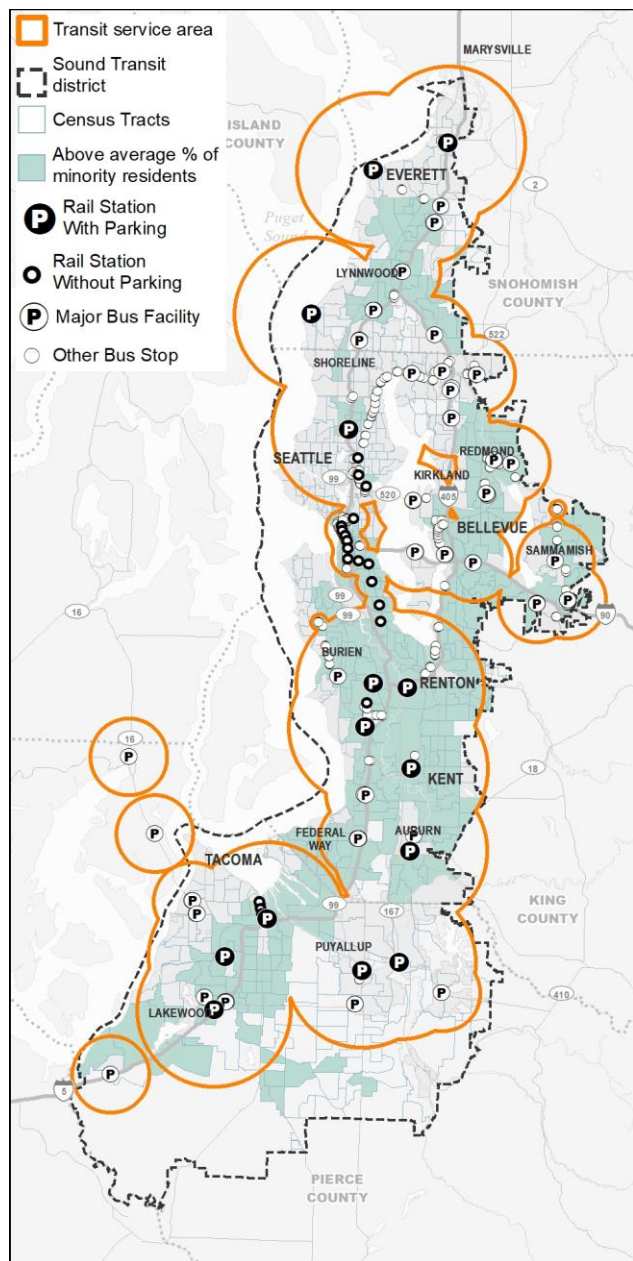 Transit service area
Sound Transit
district
Census Tracts
Above average % of
minority residents
P
Rail Station
With Parking
Rail Station
Without Parking
P
Major Bus Facility
Other Bus Stop
MARYSVILLE
ISLAND
COUNTY
P
P
EVERETT
2
P
P
Puget
Sound
LYNNWOOD
P
SNOHOMISH
COUNTY
P
P
P
522
SHORELINE
P
P
P
P
P
P
P
REDMOND
P
P
P
SEATTLE
KIRKLAND
99
520
405
P
P
BELLEVUE
SAMMAMISH
P
P
P
P
99
P
P
90
99
16
BURIEN
P
P
P
RENTON
P
16
P
P
KENT
18
P
P
FEDERAL
WAY
P
AUBURN
P
P
TACOMA
KING
COUNTY
99
167
P
P
P
PUYALLUP
P
P
P
P
P
410
P
P
LAKEWOOD
P
P
5
PIERCE
COUNTY